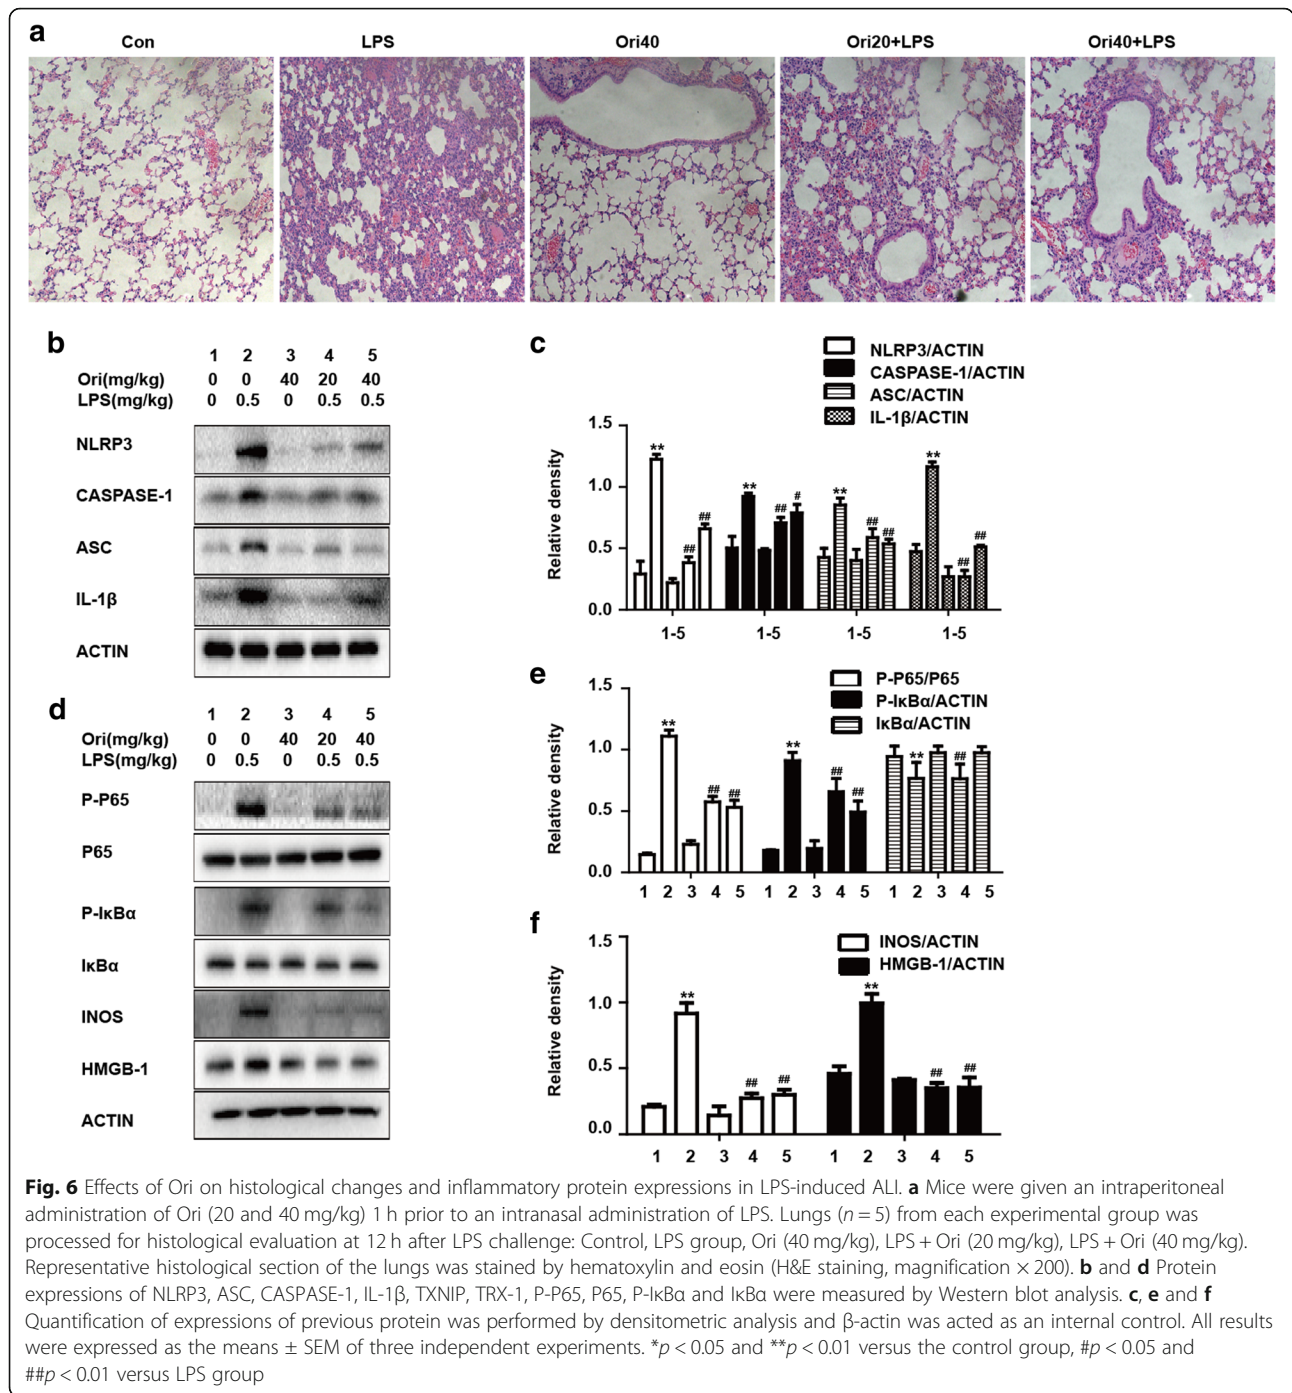 a
Con LPS Ori40 Ori20+LPS Ori40+LPS
b
1 2 3 4 5
Ori(mg/kg) 0 0 40 20 40
LPS(mg/kg) 0 0.5 0 0.5 0.5
NLRP3
CASPASE-1
ASC
IL-1β
ACTIN
c
NLRP3/ACTIN
CASPASE-1/ACTIN
ASC/ACTIN
IL-1β/ACTIN
Relative density
1.5
1.0
0.5
0.0
** ## ## ** ## # ** ## ## ** ## ##
1-5 1-5 1-5 1-5
d
1 2 3 4 5
Ori(mg/kg) 0 0 40 20 40
LPS(mg/kg) 0 0.5 0 0.5 0.5
P-P65
P65
P-IκBα
IκBα
INOS
HMGB-1
ACTIN
e
P-P65/P65
P-IκBα/ACTIN
IκBα/ACTIN
Relative density
1.5
1.0
0.5
0.0
** ## ## ** ## ## ** ##
1 2 3 4 5 1 2 3 4 5 1 2 3 4 5
f
INOS/ACTIN
HMGB-1/ACTIN
Relative density
1.5
1.0
0.5
0.0
** ## ## ** ## ##
1 2 3 4 5 1 2 3 4 5
Fig. 6 Effects of Ori on histological changes and inflammatory protein expressions in LPS-induced ALI. a Mice were given an intraperitoneal
administration of Ori (20 and 40 mg/kg) 1 h prior to an intranasal administration of LPS. Lungs (n = 5) from each experimental group was
processed for histological evaluation at 12 h after LPS challenge: Control, LPS group, Ori (40 mg/kg), LPS + Ori (20 mg/kg), LPS + Ori (40 mg/kg).
Representative histological section of the lungs was stained by hematoxylin and eosin (H&E staining, magnification × 200). b and d Protein
expressions of NLRP3, ASC, CASPASE-1, IL-1β, TXNIP, TRX-1, P-P65, P65, P-IκBα and IκBα were measured by Western blot analysis. c, e and f
Quantification of expressions of previous protein was performed by densitometric analysis and β-actin was acted as an internal control. All results
were expressed as the means ± SEM of three independent experiments. *p < 0.05 and **p < 0.01 versus the control group, #p < 0.05 and
##p < 0.01 versus LPS group